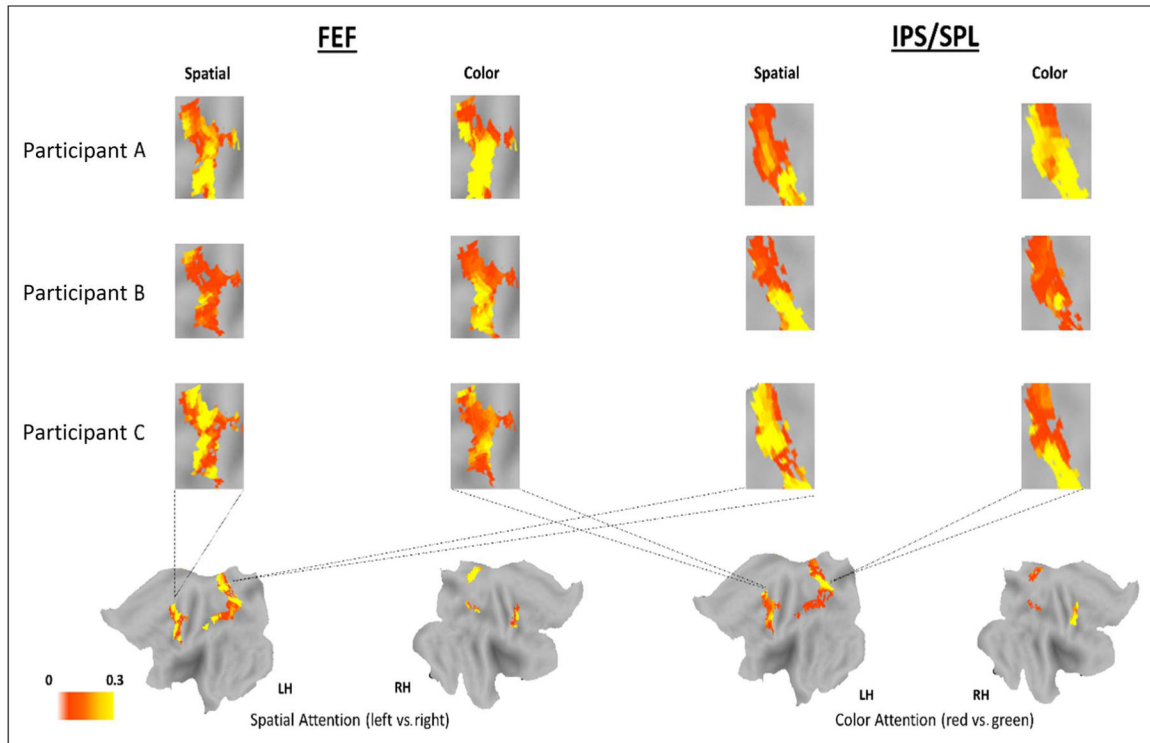 FEF IPS/SPL
Spatial Color Spatial Color
Participant A
Participant B
Participant C
0 0.3
LH RH LH RH
Spatial Attention (left vs. right) Color Attention (red vs. green)